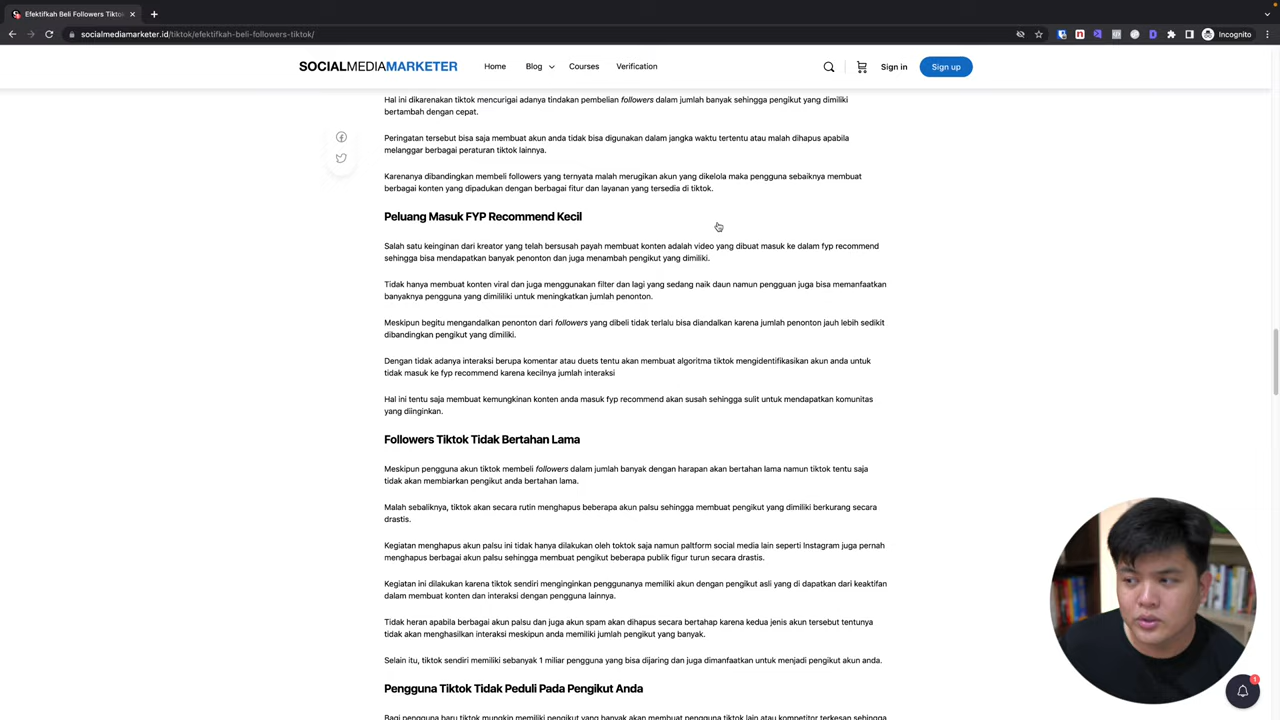 Efektifkah Beli Followers Tiktok
socialmediamarketer.id/tiktok/efektifkah-beli-followers-tiktok/
Incognito
SOCIALMEDIAMARKETER
Home
Blog
Courses
Verification
Sign in
Sign up
Hal ini dikarenakan tiktok mencurigai adanya tindakan pembelian followers dalam jumlah banyak sehingga pengikut yang dimiliki
bertambah dengan cepat.
Peringatan tersebut bisa saja membuat akun anda tidak bisa digunakan dalam jangka waktu tertentu atau malah dihapus apabila
melanggar berbagai peraturan tiktok lainnya.
Karenanya dibandingkan membeli followers yang ternyata malah merugikan akun yang dikelola maka pengguna sebaiknya membuat
berbagai konten yang dipadukan dengan berbagai fitur dan layanan yang tersedia di tiktok.
Peluang Masuk FYP Recommend Kecil
Salah satu keinginan dari kreator yang telah bersusah payah membuat konten adalah video yang dibuat masuk ke dalam fyp recommend
sehingga bisa mendapatkan banyak penonton dan juga menambah pengikut yang dimiliki.
Tidak hanya membuat konten viral dan juga menggunakan filter dan lagi yang sedang naik daun namun pengguan juga bisa memanfaatkan
banyaknya pengguna yang dimililiki untuk meningkatkan jumlah penonton.
Meskipun begitu mengandalkan penonton dari followers yang dibeli tidak terlalu bisa diandalkan karena jumlah penonton jauh lebih sedikit
dibandingkan pengikut yang dimiliki.
Dengan tidak adanya interaksi berupa komentar atau duets tentu akan membuat algoritma tiktok mengidentifikasikan akun anda untuk
tidak masuk ke fyp recommend karena kecilnya jumlah interaksi
Hal ini tentu saja membuat kemungkinan konten anda masuk fyp recommend akan susah sehingga sulit untuk mendapatkan komunitas
yang diinginkan.
Followers Tiktok Tidak Bertahan Lama
Meskipun pengguna akun tiktok membeli followers dalam jumlah banyak dengan harapan akan bertahan lama namun tiktok tentu saja
tidak akan membiarkan pengikut anda bertahan lama.
Malah sebaliknya, tiktok akan secara rutin menghapus beberapa akun palsu sehingga membuat pengikut yang dimiliki berkurang secara
drastis.
Kegiatan menghapus akun palsu ini tidak hanya dilakukan oleh toktok saja namun paltform social media lain seperti Instagram juga pernah
menghapus berbagai akun palsu sehingga membuat pengikut beberapa publik figur turun secara drastis.
Kegiatan ini dilakukan karena tiktok sendiri menginginkan penggunanya memiliki akun dengan pengikut asli yang di dapatkan dari keaktifan
dalam membuat konten dan interaksi dengan pengguna lainnya.
Tidak heran apabila berbagai akun palsu dan juga akun spam akan dihapus secara bertahap karena kedua jenis akun tersebut tentunya
tidak akan menghasilkan interaksi meskipun anda memiliki jumlah pengikut yang banyak.
Selain itu, tiktok sendiri memiliki sebanyak 1 miliar pengguna yang bisa dijaring dan juga dimanfaatkan untuk menjadi pengikut akun anda.
Pengguna Tiktok Tidak Peduli Pada Pengikut Anda
Bagi pengguna baru tiktok mungkin memiliki pengikut yang banyak akan membuat pengguna tiktok lain atau kompetitor terkesan sehingga
1